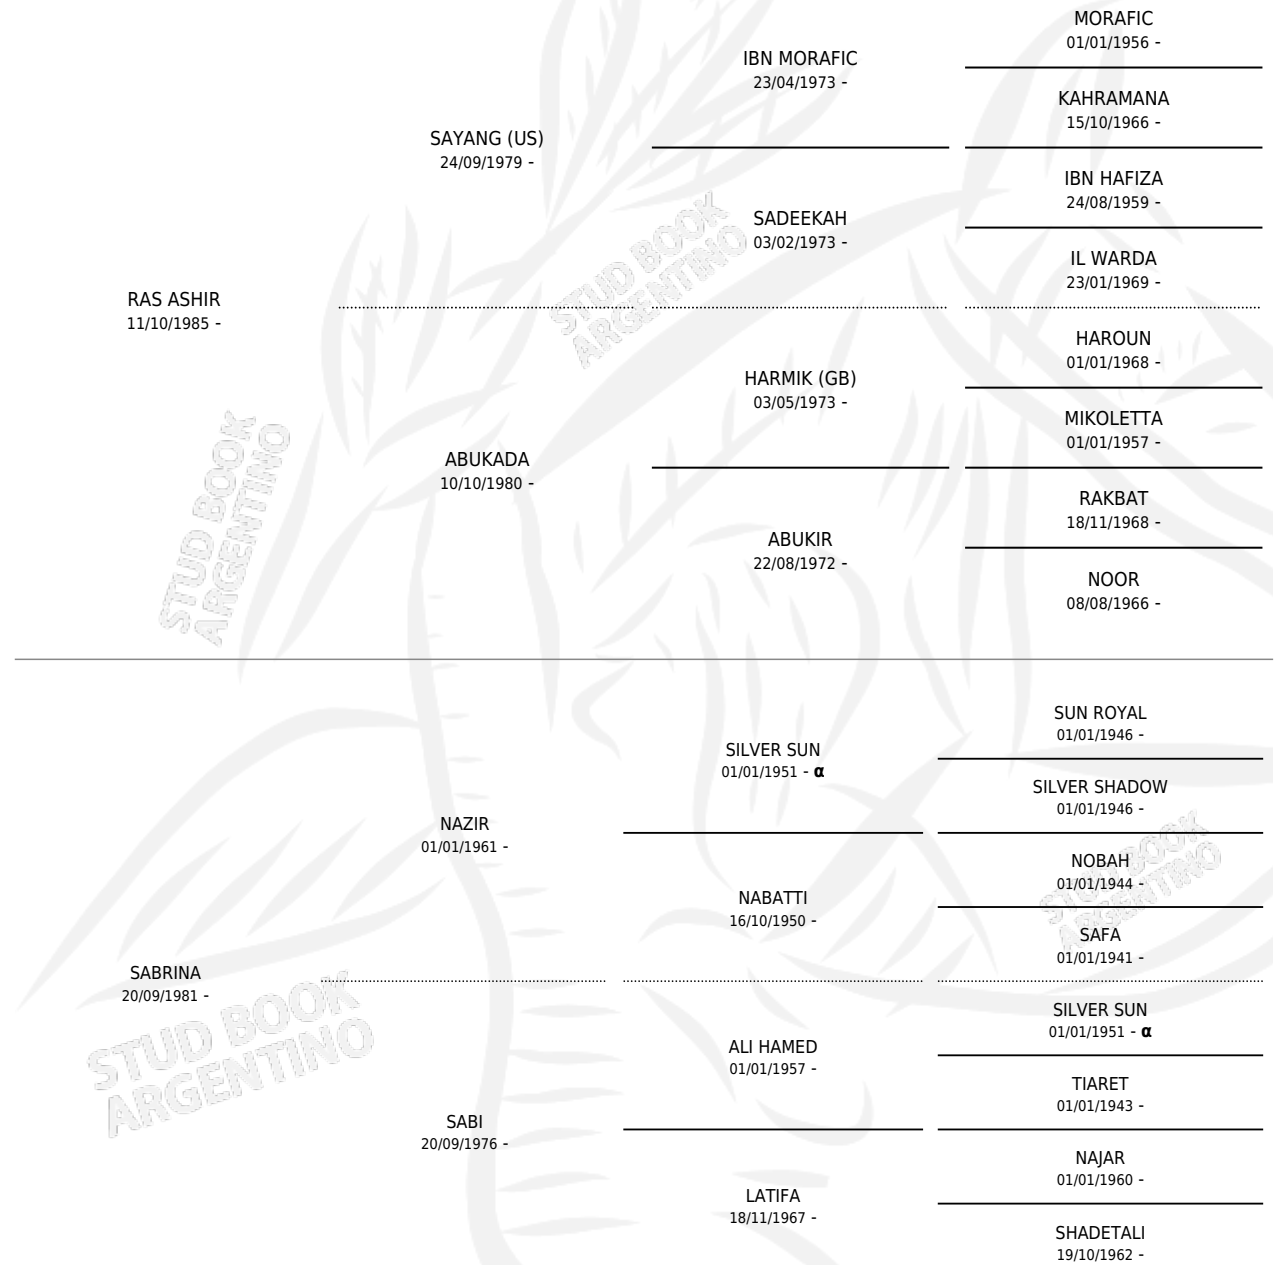 MORAFIC
01/01/1956 -
IBN MORAFIC
23/04/1973 -
KAHRAMANA
15/10/1966 -
SAYANG (US)
24/09/1979 -
IBN HAFIZA
24/08/1959 -
SADEEKAH
03/02/1973 -
IL WARDA
23/01/1969 -
RAS ASHIR
11/10/1985 -
HAROUN
01/01/1968 -
HARMIK (GB)
03/05/1973 -
MIKOLETTA
01/01/1957 -
ABUKADA
10/10/1980 -
RAKBAT
18/11/1968 -
ABUKIR
22/08/1972 -
NOOR
08/08/1966 -
SUN ROYAL
01/01/1946 -
SILVER SUN
01/01/1951 - α
SILVER SHADOW
01/01/1946 -
NAZIR
01/01/1961 -
NOBAH
01/01/1944 -
NABATTI
16/10/1950 -
SAFA
01/01/1941 -
SABRINA
20/09/1981 -
SILVER SUN
01/01/1951 - α
ALI HAMED
01/01/1957 -
TIARET
01/01/1943 -
SABI
20/09/1976 -
NAJAR
01/01/1960 -
LATIFA
18/11/1967 -
SHADETALI
19/10/1962 -
STUD BOOK
ARGENTINO
STUD BOOK
ARGENTINO
STUD BOOK
ARGENTINO
STUD BOOK
ARGENTINO